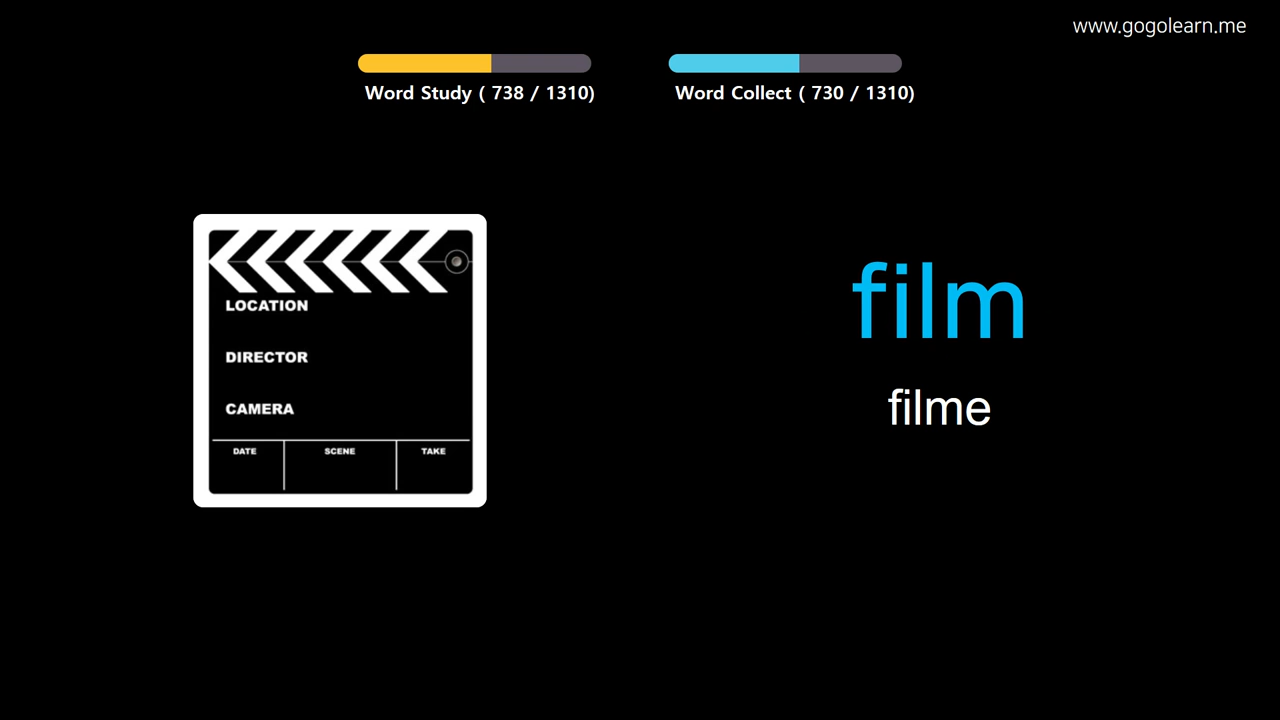 www.gogolearn.me
Word Study ( 738 / 1310)
Word Collect ( 730 / 1310)
LOCATION
DIRECTOR
CAMERA
DATE
SCENE
TAKE
film
filme